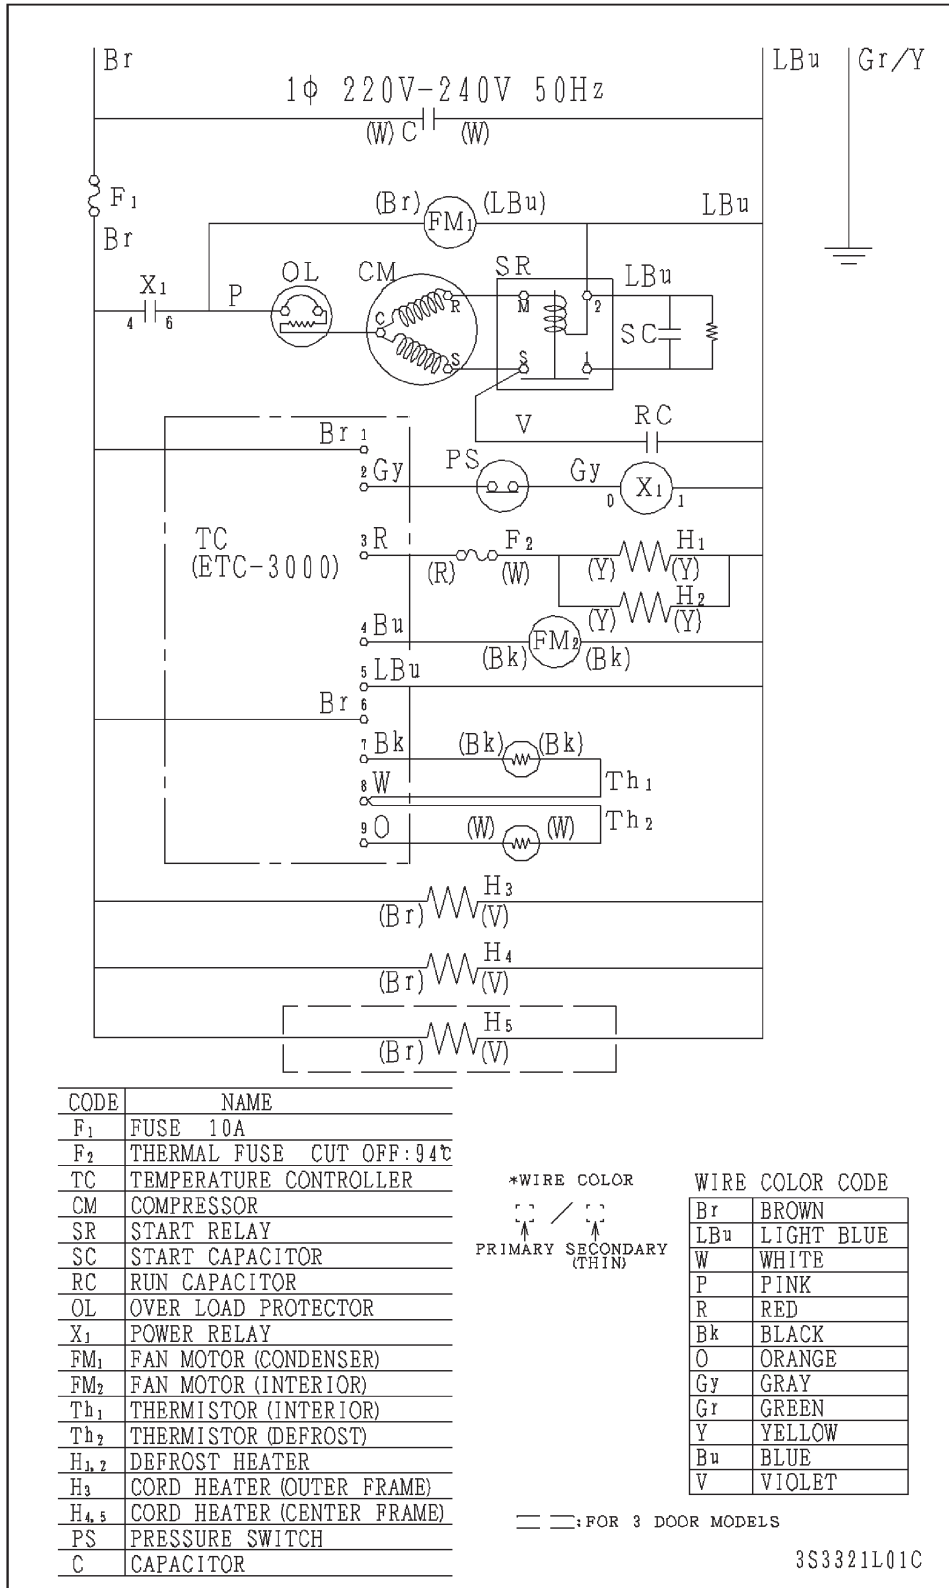 Br
LBu
Gr/Y
1φ 220V-240V 50Hz
(W) C (W)
F1
(Br) FM1 (LBu) LBu
Br
X1 OL CM SR LBu
P
4 6
R M 2
C
SC
S S 1
V RC
Br 1
2 Gy PS Gy
0 X1 1
TC
(ETC-3000)
3 R F2 H1
(R) (W) (Y) (Y)
H2
(Y) (Y)
4 Bu (Bk) FM2 (Bk)
5 LBu
Br 6
7 Bk (Bk) (Bk)
8 W Th1
Th2
9 O (W) (W)
H3
(Br) (V)
H4
(Br) (V)
H5
(Br) (V)
CODE NAME
F1 FUSE 10A
F2 THERMAL FUSE CUT OFF:94℃
TC TEMPERATURE CONTROLLER
CM COMPRESSOR
SR START RELAY
SC START CAPACITOR
RC RUN CAPACITOR
OL OVER LOAD PROTECTOR
X1 POWER RELAY
FM1 FAN MOTOR (CONDENSER)
FM2 FAN MOTOR (INTERIOR)
Th1 THERMISTOR (INTERIOR)
Th2 THERMISTOR (DEFROST)
H1,2 DEFROST HEATER
H3 CORD HEATER (OUTER FRAME)
H4,5 CORD HEATER (CENTER FRAME)
PS PRESSURE SWITCH
C CAPACITOR
*WIRE COLOR
/
PRIMARY SECONDARY
(THIN)
WIRE COLOR CODE
Br BROWN
LBu LIGHT BLUE
W WHITE
P PINK
R RED
Bk BLACK
O ORANGE
Gy GRAY
Gr GREEN
Y YELLOW
Bu BLUE
V VIOLET
:FOR 3 DOOR MODELS
3S3321L01C